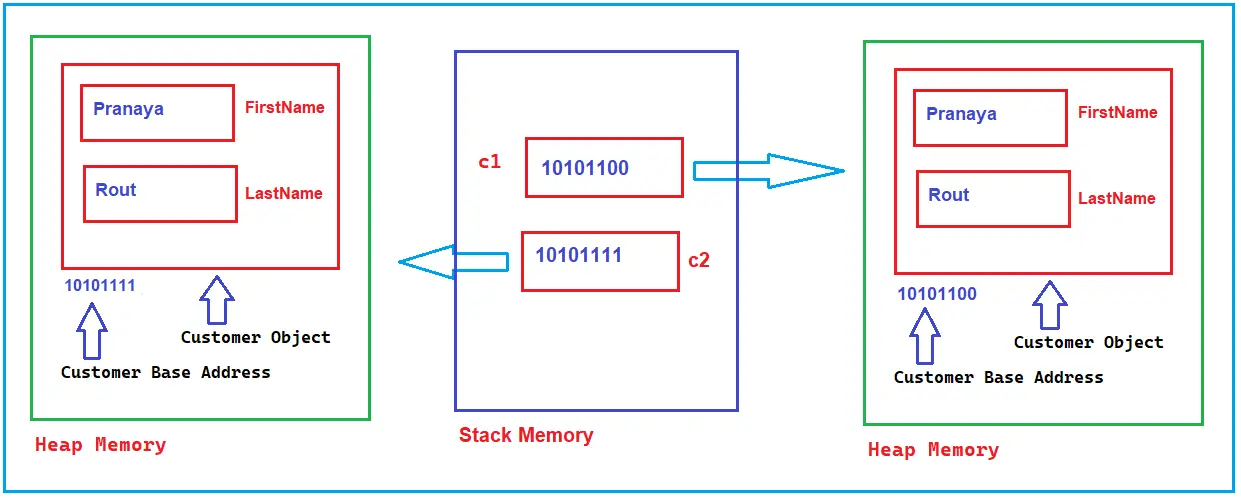 Pranaya
FirstName
Rout
LastName
10101111
Customer Object
Customer Base Address
Heap Memory
c1
10101100
10101111
c2
Stack Memory
Pranaya
FirstName
Rout
LastName
10101100
Customer Object
Customer Base Address
Heap Memory